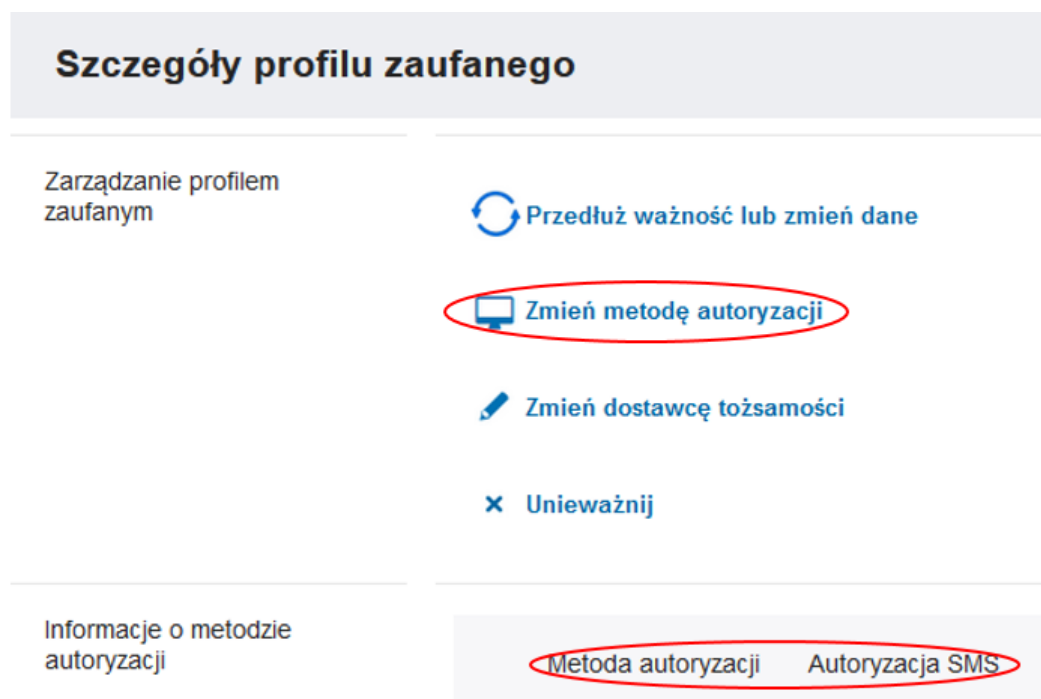 Szczegóły profilu zaufanego
Zarządzanie profilem
zaufanym
Przedłuż ważność lub zmień dane
Zmień metodę autoryzacji
Zmień dostawcę tożsamości
Unieważnij
Informacje o metodzie
autoryzacji
Metoda autoryzacji Autoryzacja SMS